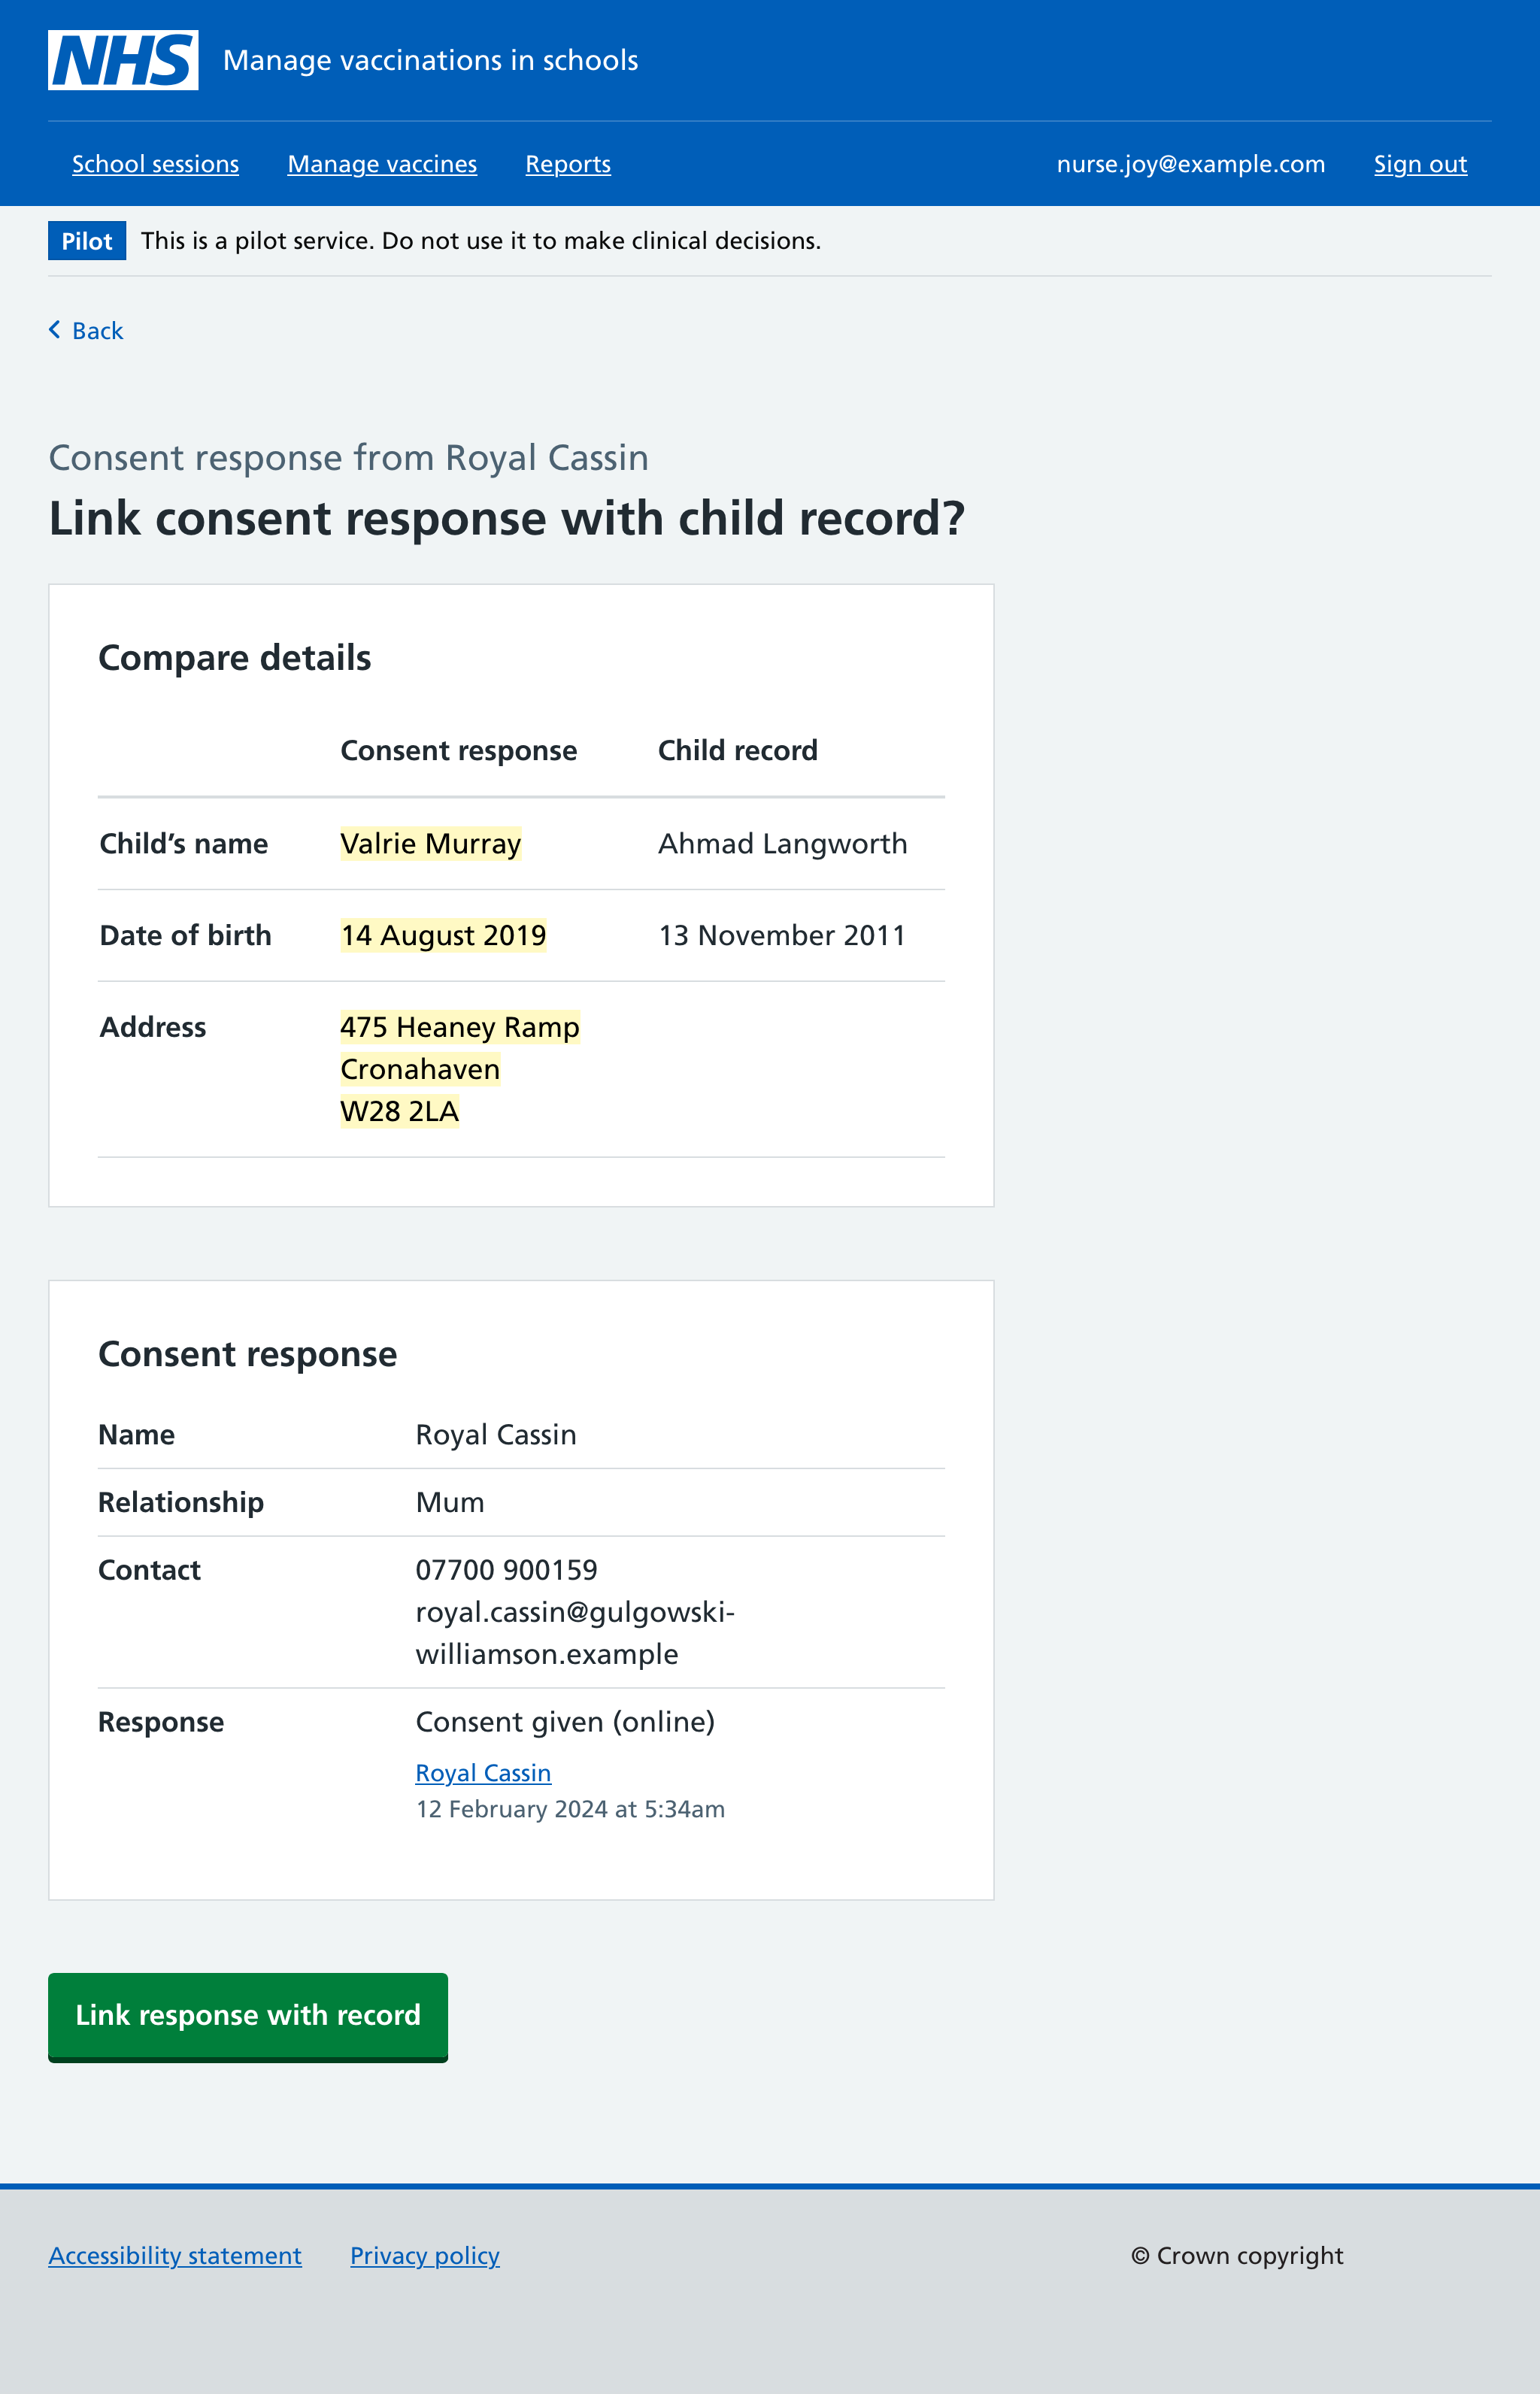 NHS Manage vaccinations in schools
School sessions Manage vaccines Reports nurse.joy@example.com Sign out
Pilot This is a pilot service. Do not use it to make clinical decisions.
Back
Consent response from Royal Cassin
Link consent response with child record?
Compare details
Consent response Child record
Child’s name Valrie Murray Ahmad Langworth
Date of birth 14 August 2019 13 November 2011
Address 475 Heaney Ramp
Cronahaven
W28 2LA
Consent response
Name Royal Cassin
Relationship Mum
Contact 07700 900159
royal.cassin@gulgowski-
williamson.example
Response Consent given (online)
Royal Cassin
12 February 2024 at 5:34am
Link response with record
Accessibility statement Privacy policy © Crown copyright